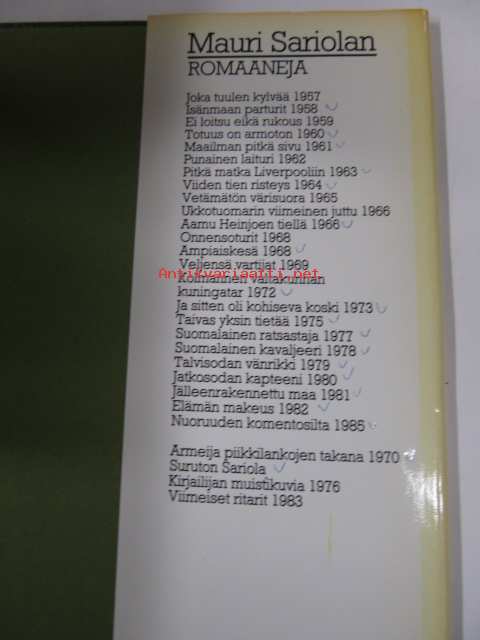 Mauri Sariolan
ROMAANEJA
Joka tuulen kylvää 1957
Isänmaan parturit 1958
Ei loitsu eikä rukous 1959
Totuus on armoton 1960
Maailman pitkä sivu 1961
Punainen laituri 1962
Pitkä matka Liverpooliin 1963
Viiden tien risteys 1964
Vetämätön värisuora 1965
Ukkotuomarin viimeinen juttu 1966
Aamu Heinjoen tiellä 1966
Onnensoturit 1968
Ampiaiskesä 1968
Veljensä vartijat 1969
Antikvariaatti.net
Kolmannen valtakunnan
kuningatar 1972
Ja sitten oli kohiseva koski 1973
Taivas yksin tietää 1975
Suomalainen ratsastaja 1977
Suomalainen kavaljeeri 1978
Talvisodan vänrikki 1979
Jatkosodan kapteeni 1980
Jälleenrakennettu maa 1981
Elämän makeus 1982
Nuoruuden komentosilta 1985
Armeija piikkilankojen takana 1970
Suruton Sariola
Kirjailijan muistikuvia 1976
Viimeiset ritarit 1983